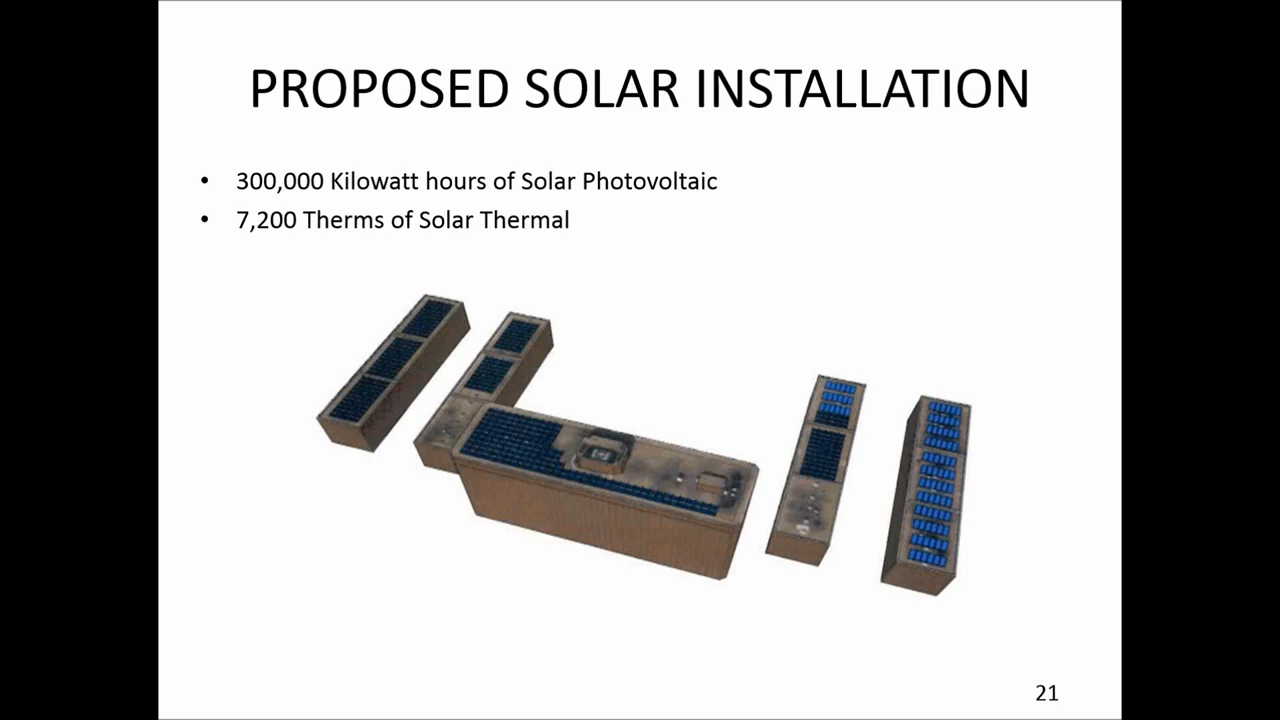 PROPOSED SOLAR INSTALLATION
• 300,000 Kilowatt hours of Solar Photovoltaic
• 7,200 Therms of Solar Thermal
21